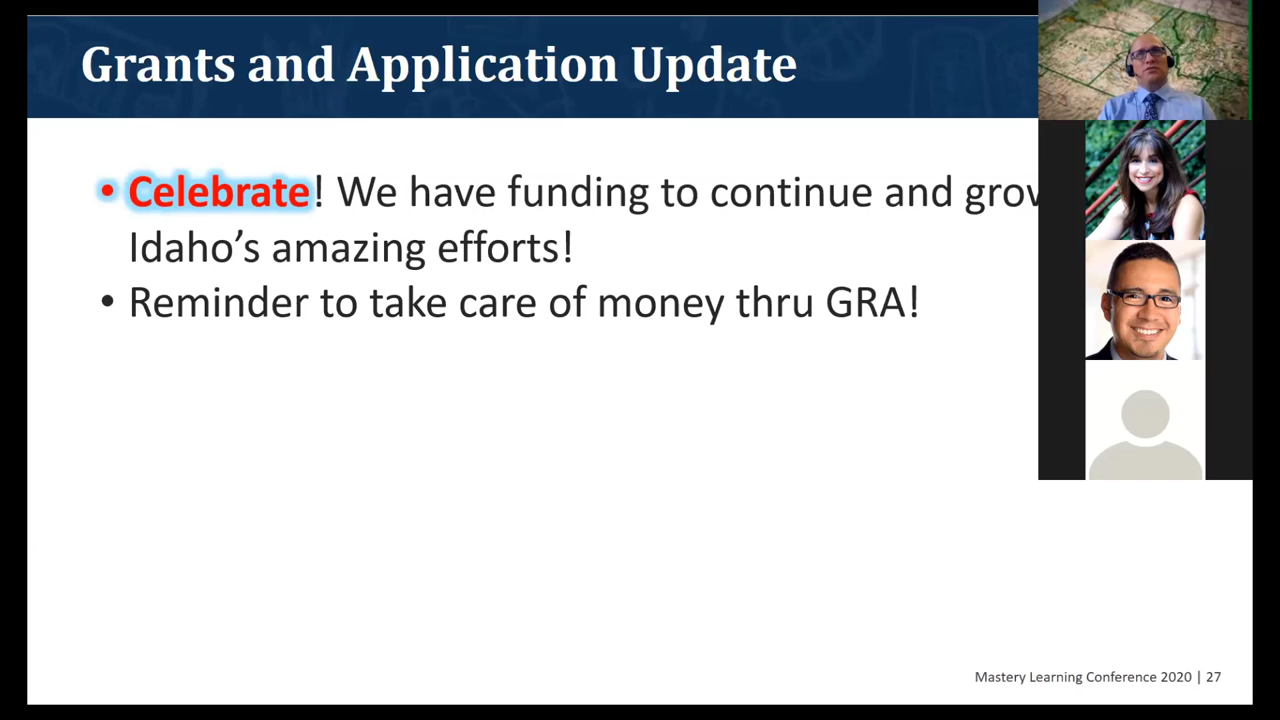 Grants and Application Update
• Celebrate! We have funding to continue and grow
Idaho’s amazing efforts!
• Reminder to take care of money thru GRA!
Mastery Learning Conference 2020 | 27